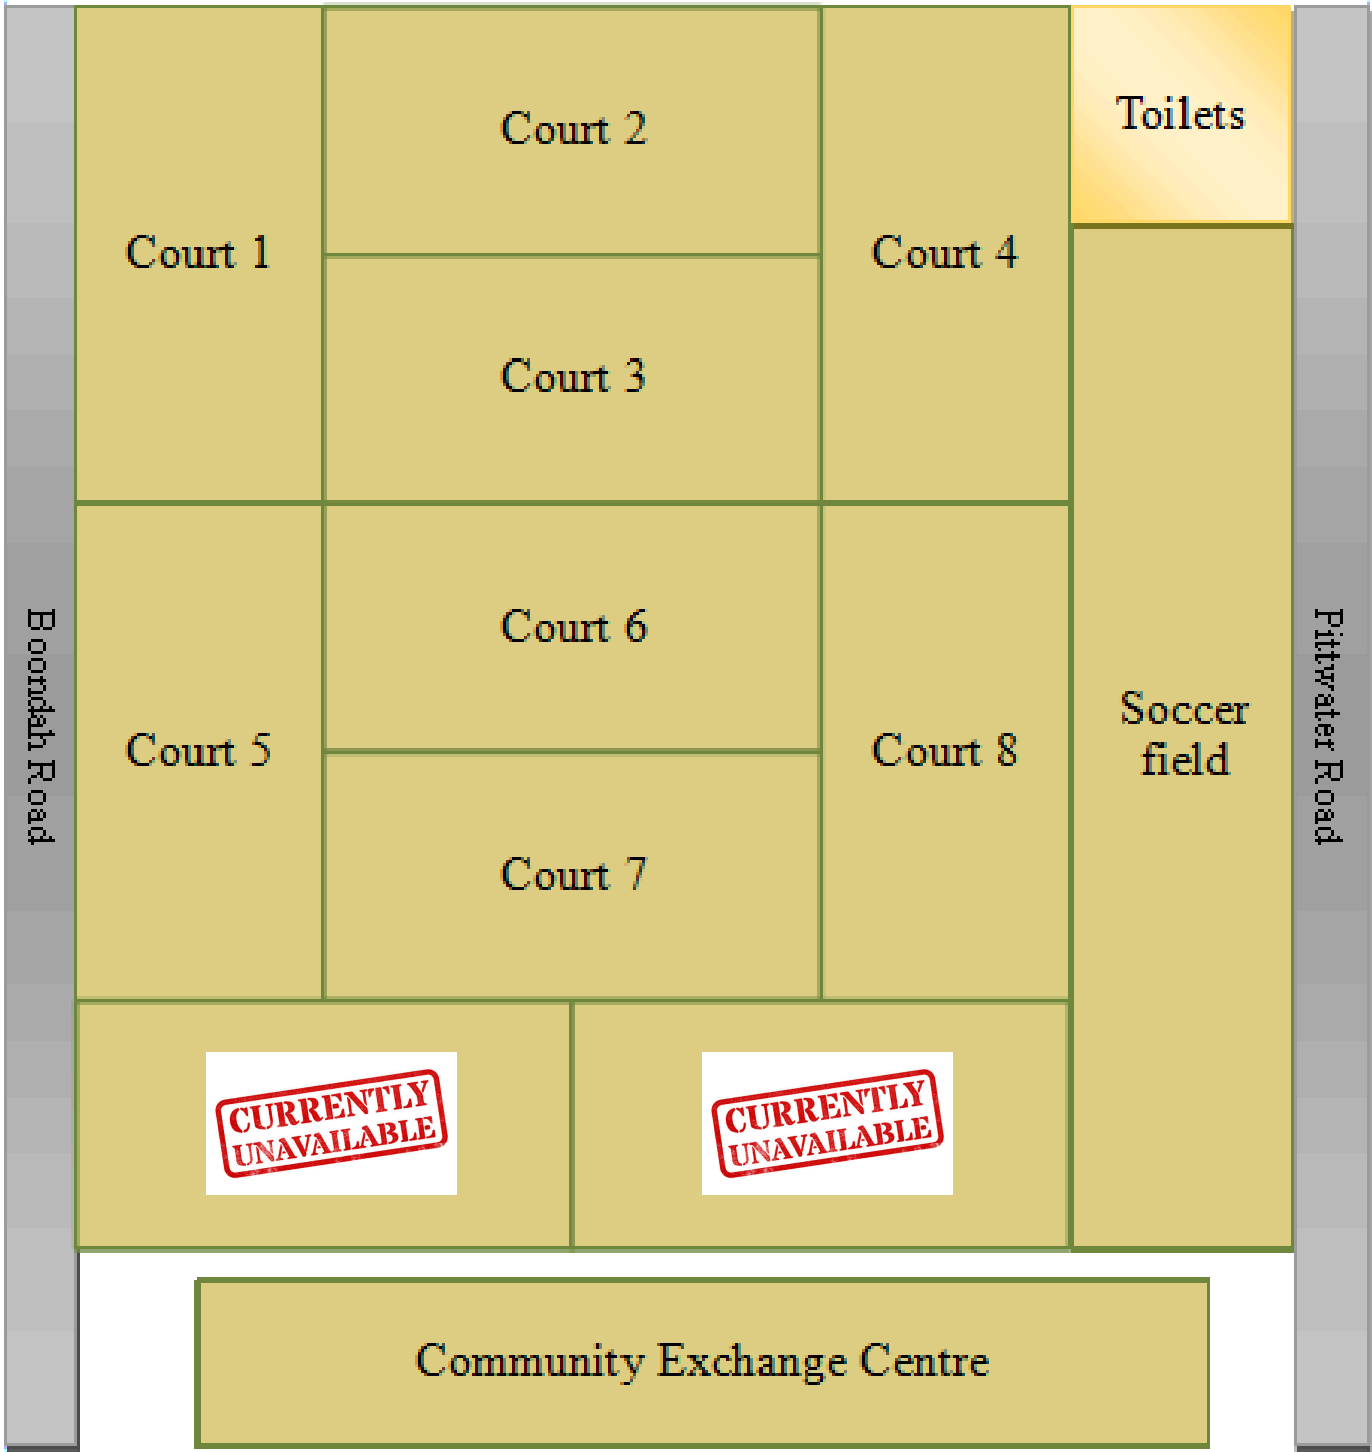 Court 2
Toilets
Court 1
Court 4
Court 3
Court 6
Boondah Road
Pittwater Road
Soccer
field
Court 5
Court 8
Court 7
CURRENTLY
UNAVAILABLE
CURRENTLY
UNAVAILABLE
Community Exchange Centre